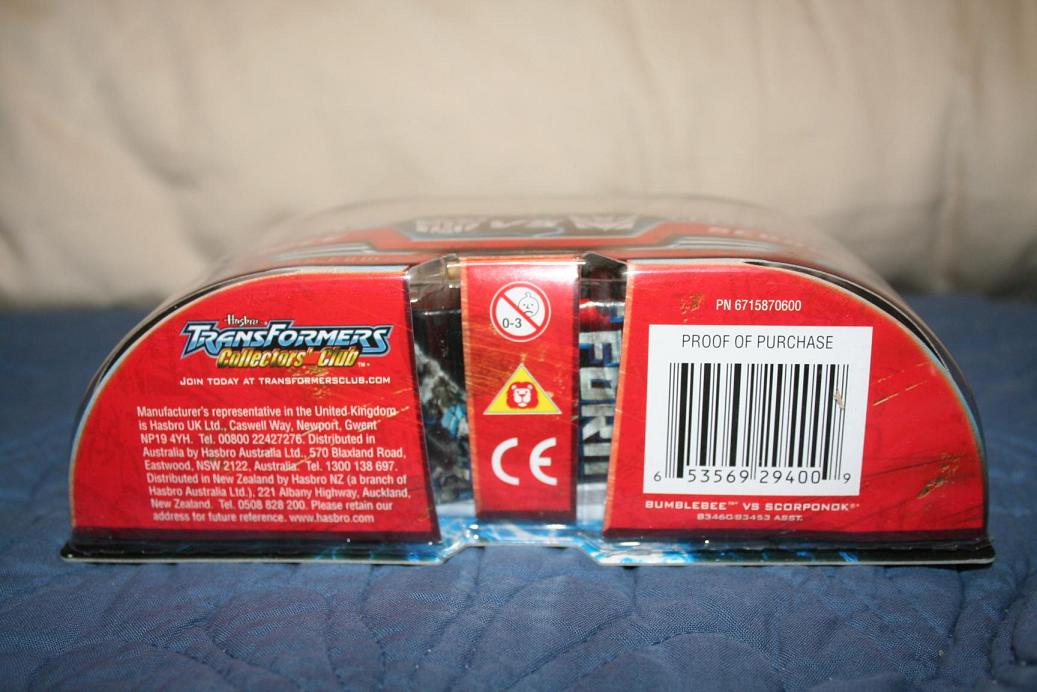 Hasbro
TRANSFORMERS
Collectors' Club™
JOIN TODAY AT TRANSFORMERSCLUB.COM
Manufacturer's representative in the United Kingdom
is Hasbro UK Ltd., Caswell Way, Newport, Gwent
NP19 4YH. Tel. 00800 22427276. Distributed in
Australia by Hasbro Australia Ltd., 570 Blaxland Road,
Eastwood, NSW 2122, Australia. Tel. 1300 138 697.
Distributed in New Zealand by Hasbro NZ (a branch of
Hasbro Australia Ltd.), 221 Albany Highway, Auckland,
New Zealand. Tel. 0508 828 200. Please retain our
address for future reference. www.hasbro.com
0-3
CE
PN 6715870600
PROOF OF PURCHASE
6 53569 29400 9
BUMBLEBEE™ VS SCORPONOK®*
83460/83453 ASST.